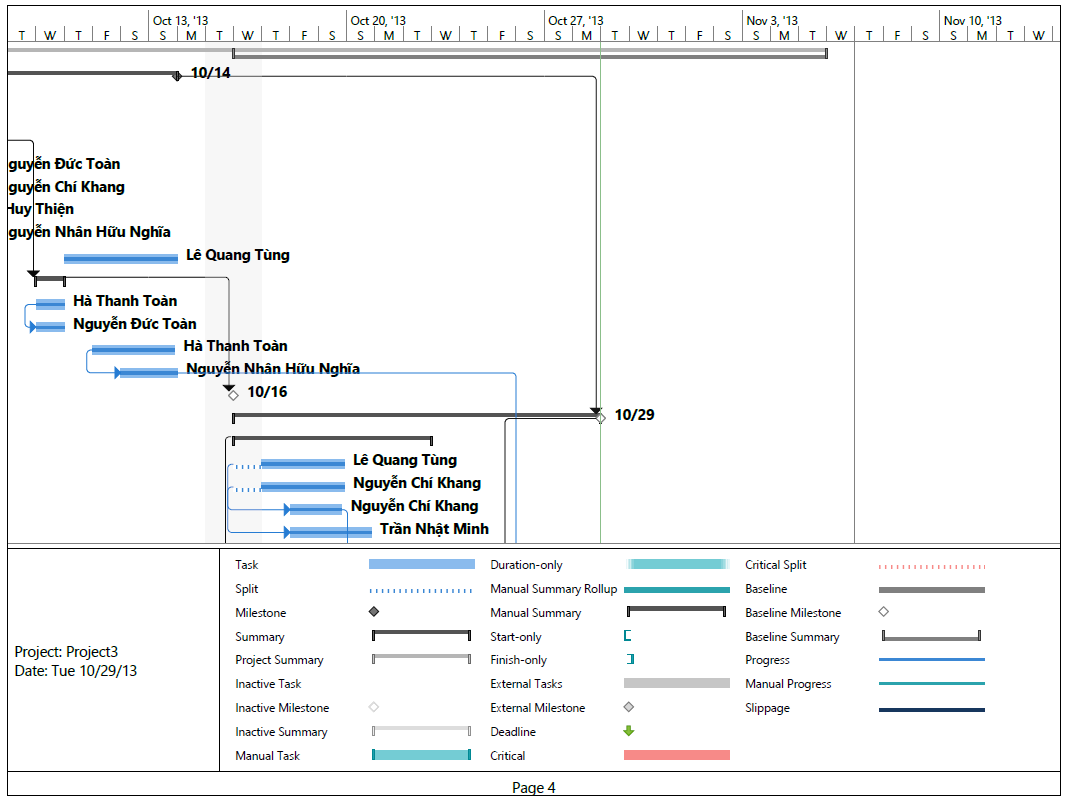 Oct 13, '13 Oct 20, '13 Oct 27, '13 Nov 3, '13 Nov 10, '13
T W T F S S M T W T F S S M T W T F S S M T W T F S S M T W T F S S M T W
10/14
guyễn Đức Toàn
guyễn Chí Khang
Huy Thiện
guyễn Nhân Hữu Nghĩa
Lê Quang Tùng
Hà Thanh Toàn
Nguyễn Đức Toàn
Hà Thanh Toàn
Nguyễn Nhân Hữu Nghĩa
10/16
10/29
Lê Quang Tùng
Nguyễn Chí Khang
Nguyễn Chí Khang
Trần Nhật Minh
Project: Project3
Date: Tue 10/29/13
Task
Split
Milestone
Summary
Project Summary
Inactive Task
Inactive Milestone
Inactive Summary
Manual Task
Duration-only
Manual Summary Rollup
Manual Summary
Start-only
Finish-only
External Tasks
External Milestone
Deadline
Critical
Critical Split
Baseline
Baseline Milestone
Baseline Summary
Progress
Manual Progress
Slippage
Page 4